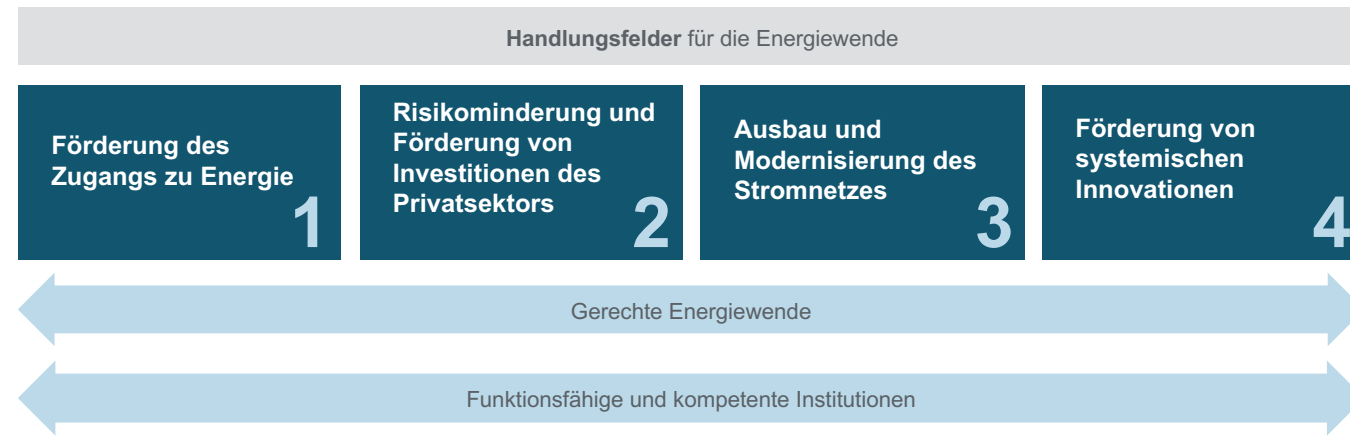 Handlungsfelder für die Energiewende
Förderung des
Zugangs zu Energie
1
Risikominderung und
Förderung von
Investitionen des
Privatsektors
2
Ausbau und
Modernisierung des
Stromnetzes
3
Förderung von
systemischen
Innovationen
4
Gerechte Energiewende
Funktionsfähige und kompetente Institutionen